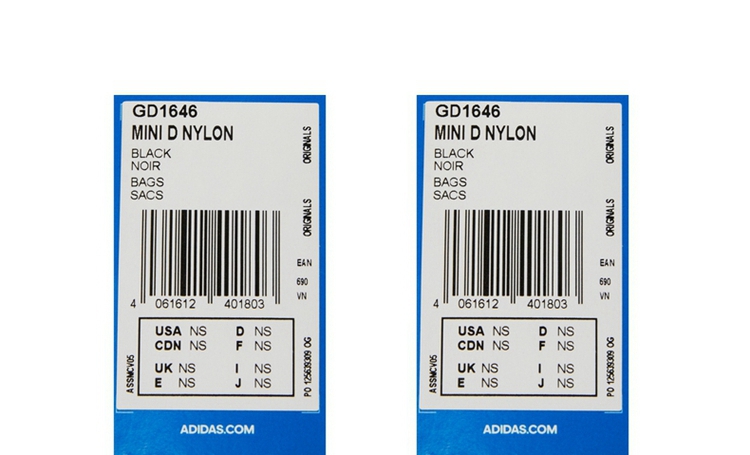 GD1646
MINI D NYLON
BLACK
NOIR
BAGS
SACS
ORIGINALS
ORIGINALS
EAN
690
VN
4 061612 401803
USA NS D NS
CDN NS F NS
UK NS I NS
E NS J NS
ASSMCV05
PO 125639309 OG
ADIDAS.COM
GD1646
MINI D NYLON
BLACK
NOIR
BAGS
SACS
ORIGINALS
ORIGINALS
EAN
690
VN
4 061612 401803
USA NS D NS
CDN NS F NS
UK NS I NS
E NS J NS
ASSMCV05
PO 125639309 OG
ADIDAS.COM